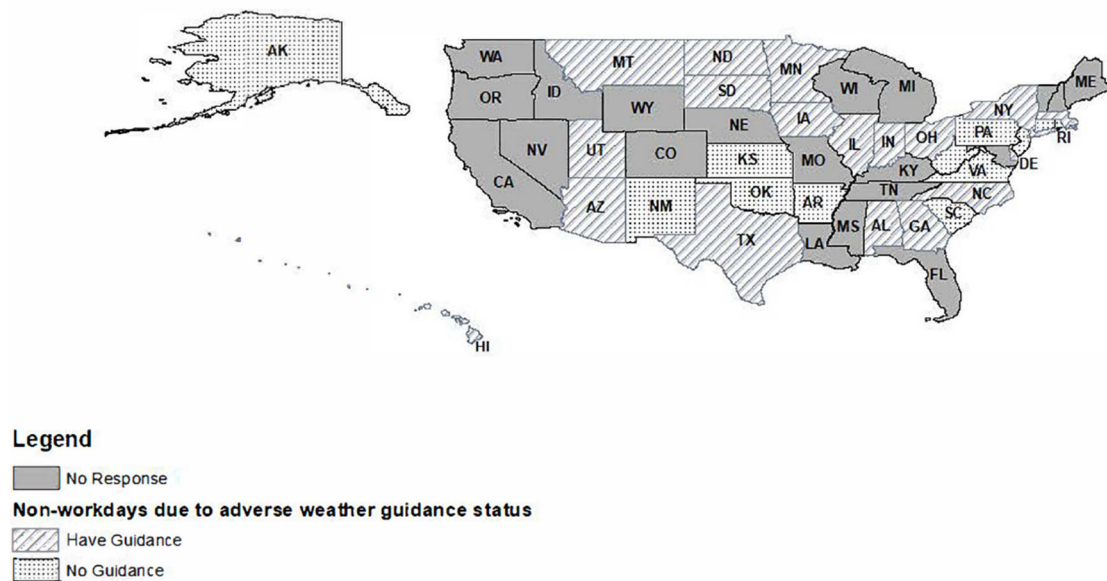 AK
WA
MT
ND
MN
ME
OR
ID
SD
WI
MI
NY
WY
IA
NE
PA
RI
NV
UT
CO
IL
IN
OH
DE
CA
KS
MO
KY
VA
AZ
NM
OK
AR
TN
NC
TX
MS
AL
GA
SC
LA
FL
HI
Legend
No Response
Non-workdays due to adverse weather guidance status
Have Guidance
No Guidance